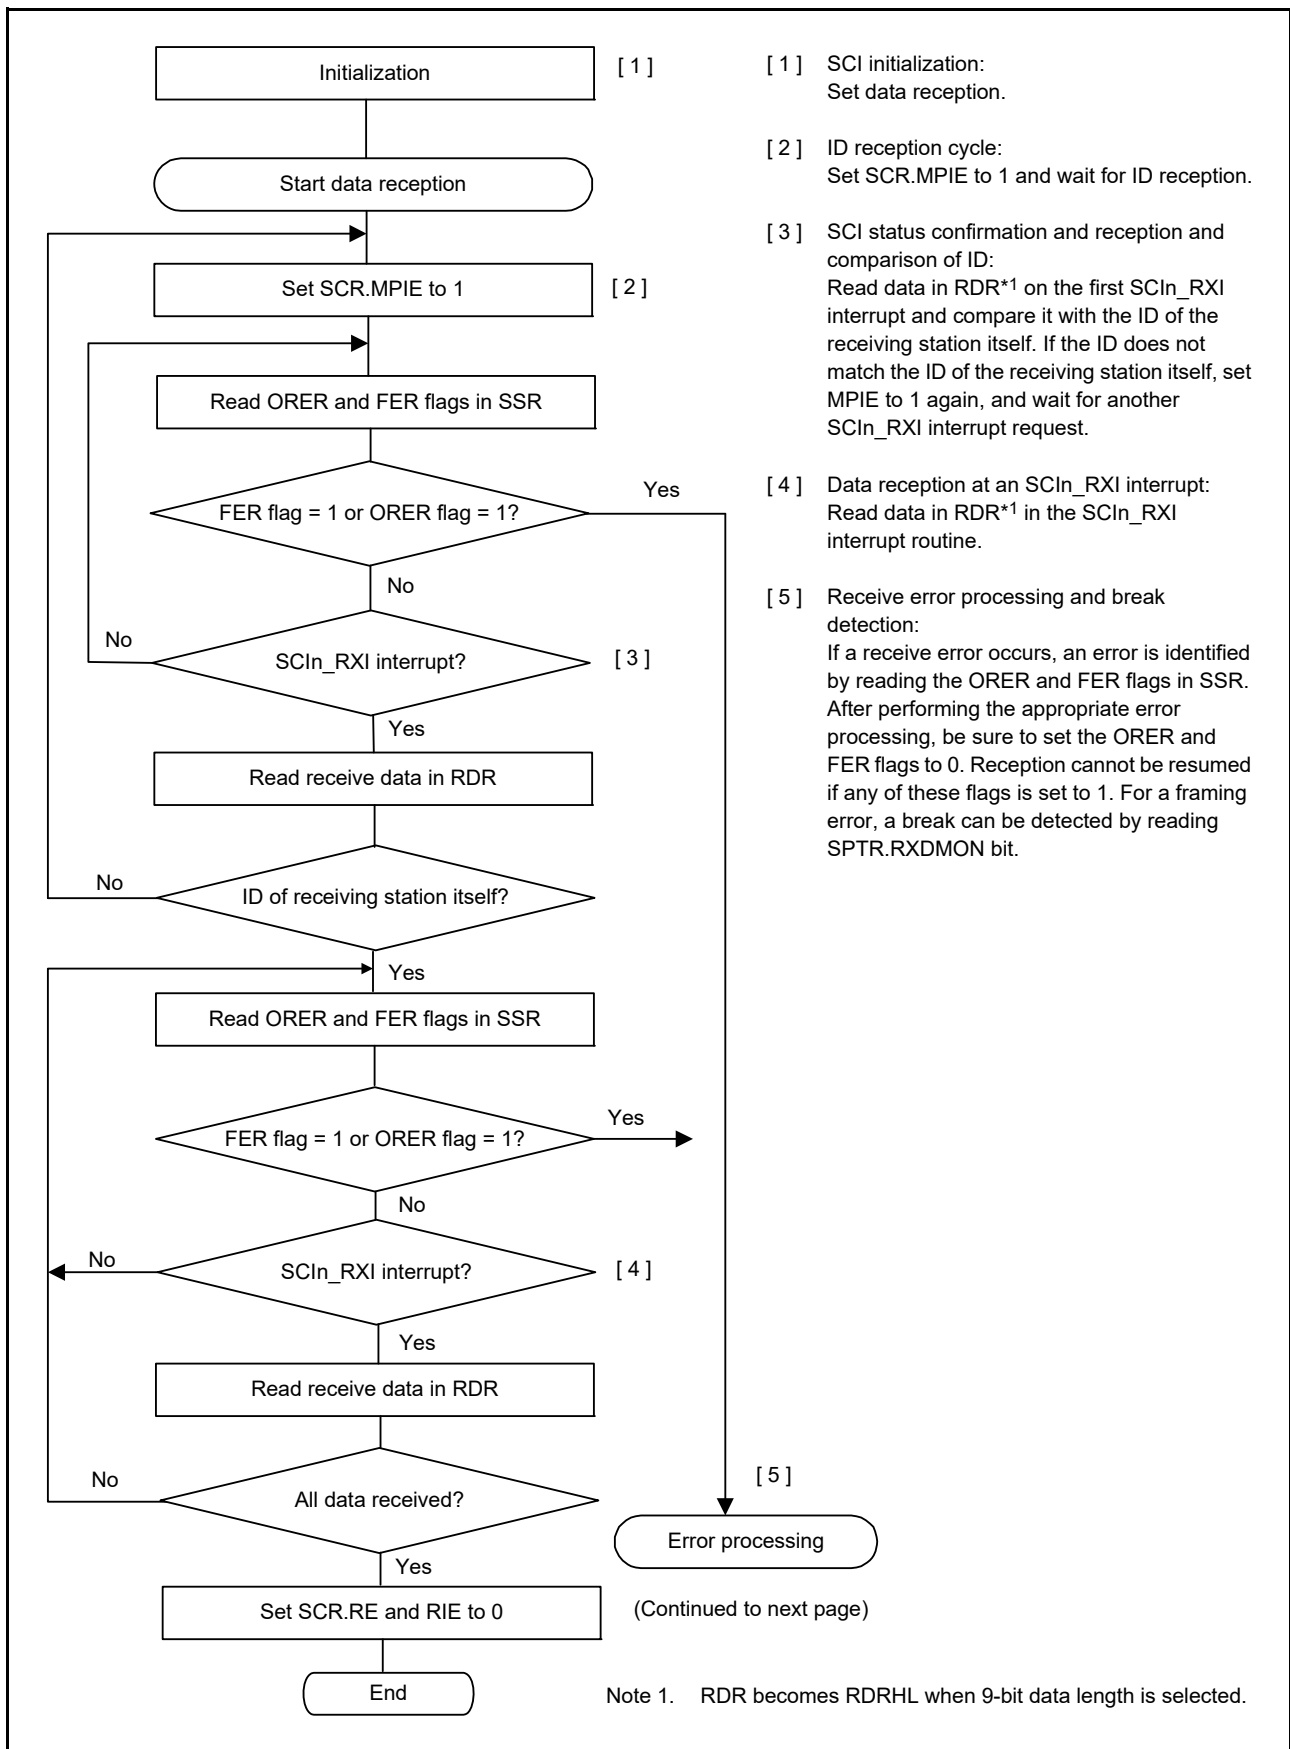 Initialization
[ 1 ]
Start data reception
Set SCR.MPIE to 1
[ 2 ]
Read ORER and FER flags in SSR
FER flag = 1 or ORER flag = 1?
Yes
No
No
SCIn_RXI interrupt?
[ 3 ]
Yes
Read receive data in RDR
No
ID of receiving station itself?
Yes
Read ORER and FER flags in SSR
FER flag = 1 or ORER flag = 1?
Yes
No
No
SCIn_RXI interrupt?
[ 4 ]
Yes
Read receive data in RDR
No
All data received?
Yes
Set SCR.RE and RIE to 0
End
[ 5 ]
Error processing
(Continued to next page)
[ 1 ] SCI initialization:
Set data reception.
[ 2 ] ID reception cycle:
Set SCR.MPIE to 1 and wait for ID reception.
[ 3 ] SCI status confirmation and reception and
comparison of ID:
Read data in RDR*1 on the first SCIn_RXI
interrupt and compare it with the ID of the
receiving station itself. If the ID does not
match the ID of the receiving station itself, set
MPIE to 1 again, and wait for another
SCIn_RXI interrupt request.
[ 4 ] Data reception at an SCIn_RXI interrupt:
Read data in RDR*1 in the SCIn_RXI
interrupt routine.
[ 5 ] Receive error processing and break
detection:
If a receive error occurs, an error is identified
by reading the ORER and FER flags in SSR.
After performing the appropriate error
processing, be sure to set the ORER and
FER flags to 0. Reception cannot be resumed
if any of these flags is set to 1. For a framing
error, a break can be detected by reading
SPTR.RXDMON bit.
Note 1. RDR becomes RDRHL when 9-bit data length is selected.